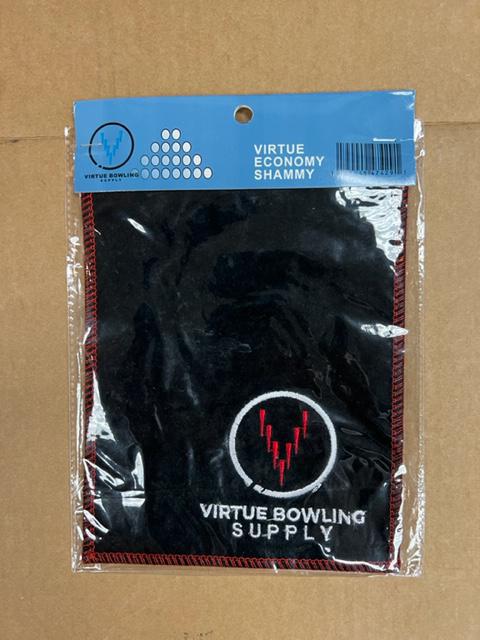 VIRTUE BOWLING
SUPPLY
VIRTUE
ECONOMY
SHAMMY
VIRTUE BOWLING
SUPPLY